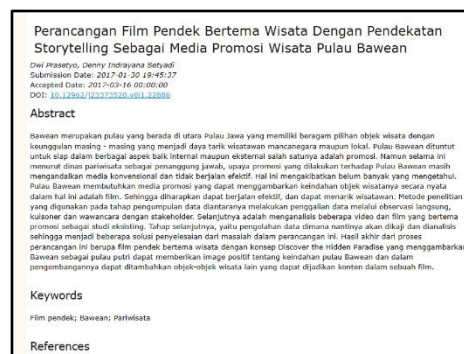 Perancangan Film Pendek Bertema Wisata Dengan Pendekatan
Storytelling Sebagai Media Promosi Wisata Pulau Bawean
Dwi Prasetyo, Denny Indrayana Setyadi
Submission Date: 2017-01-30 19:45:37
Accepted Date: 2017-03-16 00:00:00
DOI: 10.12962/j23373520.v6i1.22886
Abstract
Bawean merupakan pulau yang berada di utara Pulau Jawa yang memiliki beragam pilihan objek wisata dengan
keunggulan masing - masing yang menjadi daya tarik wisatawan mancanegara maupun lokal. Pulau Bawean dituntut
untuk siap dalam berbagai aspek baik internal maupun eksternal salah satunya adalah promosi. Namun selama ini
menurut dinas pariwisata sebagai penanggung jawab, upaya promosi yang dilakukan terhadap Pulau Bawean masih
mengandalkan media konvensional dan tidak berjalan efektif. Hal ini mengakibatkan belum banyak yang mengetahui.
Pulau Bawean membutuhkan media promosi yang dapat menggambarkan keindahan objek wisatanya secara nyata
dalam hal ini adalah film. Sehingga diharapkan dapat berjalan efektif, dan dapat menarik wisatawan. Metode penelitian
yang digunakan pada tahap pengumpulan data diantaranya melakukan penggalian data melalui observasi langsung,
kuisoner dan wawancara dengan stakeholder. Selanjutnya adalah menganalisis beberapa video dan film yang bertema
promosi sebagai studi eksisting. Tahap selanjutnya, yaitu pengolahan data dimana nantinya akan dikaji dan dianalisis
sehingga menjadi beberapa solusi penyelesaian dari masalah dalam perancangan ini. Hasil akhir dari proses
perancangan ini berupa film pendek bertema wisata dengan konsep Discover the Hidden Paradise yang menggambarkan
Bawean sebagai pulau putri dapat memberikan image positif tentang keindahan pulau Bawean dan dalam
pengembangannya dapat ditambahkan objek-objek wisata lain yang dapat dijadikan konten dalam sebuah film.
Keywords
Film pendek; Bawean; Pariwisata
References